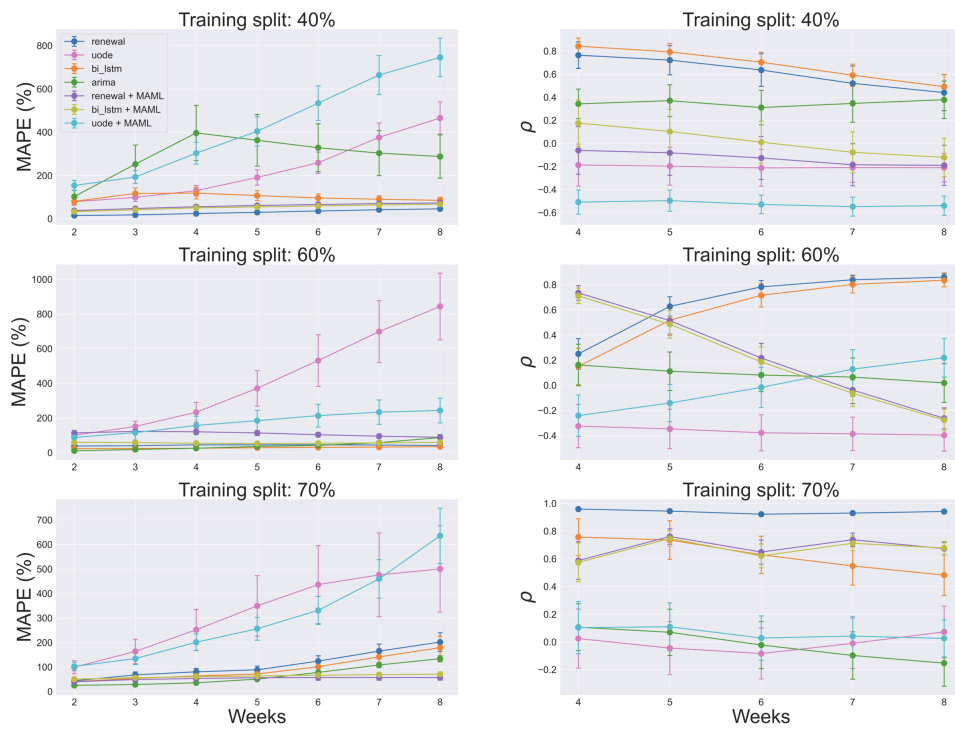 Training split: 40%
MAPE (%)
800
600
400
200
0
2 3 4 5 6 7 8
renewal
uode
bi_lstm
arima
renewal + MAML
bi_lstm + MAML
uode + MAML
Training split: 40%
ρ
0.8
0.6
0.4
0.2
0.0
−0.2
−0.4
−0.6
4 5 6 7 8
Training split: 60%
MAPE (%)
1000
800
600
400
200
0
2 3 4 5 6 7 8
Training split: 60%
ρ
0.8
0.6
0.4
0.2
0.0
−0.2
−0.4
4 5 6 7 8
Training split: 70%
MAPE (%)
700
600
500
400
300
200
100
0
2 3 4 5 6 7 8
Weeks
Training split: 70%
ρ
1.0
0.8
0.6
0.4
0.2
0.0
−0.2
4 5 6 7 8
Weeks